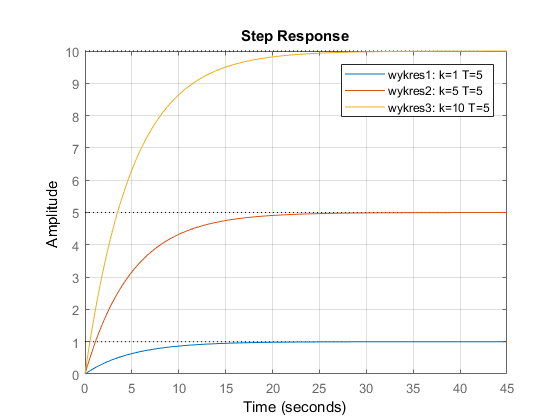 Step Response
10
9
8
7
6
5
4
3
2
1
0
Amplitude
wykres1: k=1 T=5
wykres2: k=5 T=5
wykres3: k=10 T=5
0 5 10 15 20 25 30 35 40 45
Time (seconds)